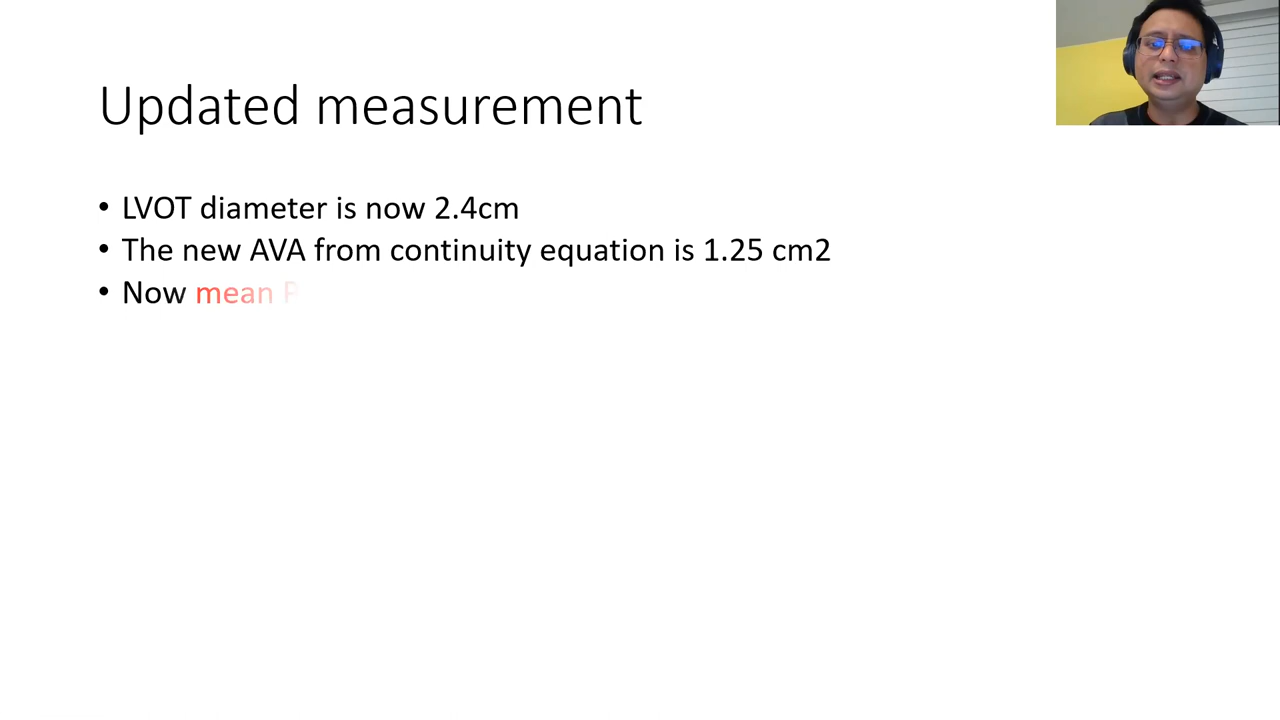 Updated measurement
• LVOT diameter is now 2.4cm
• The new AVA from continuity equation is 1.25 cm2
• Now mean P